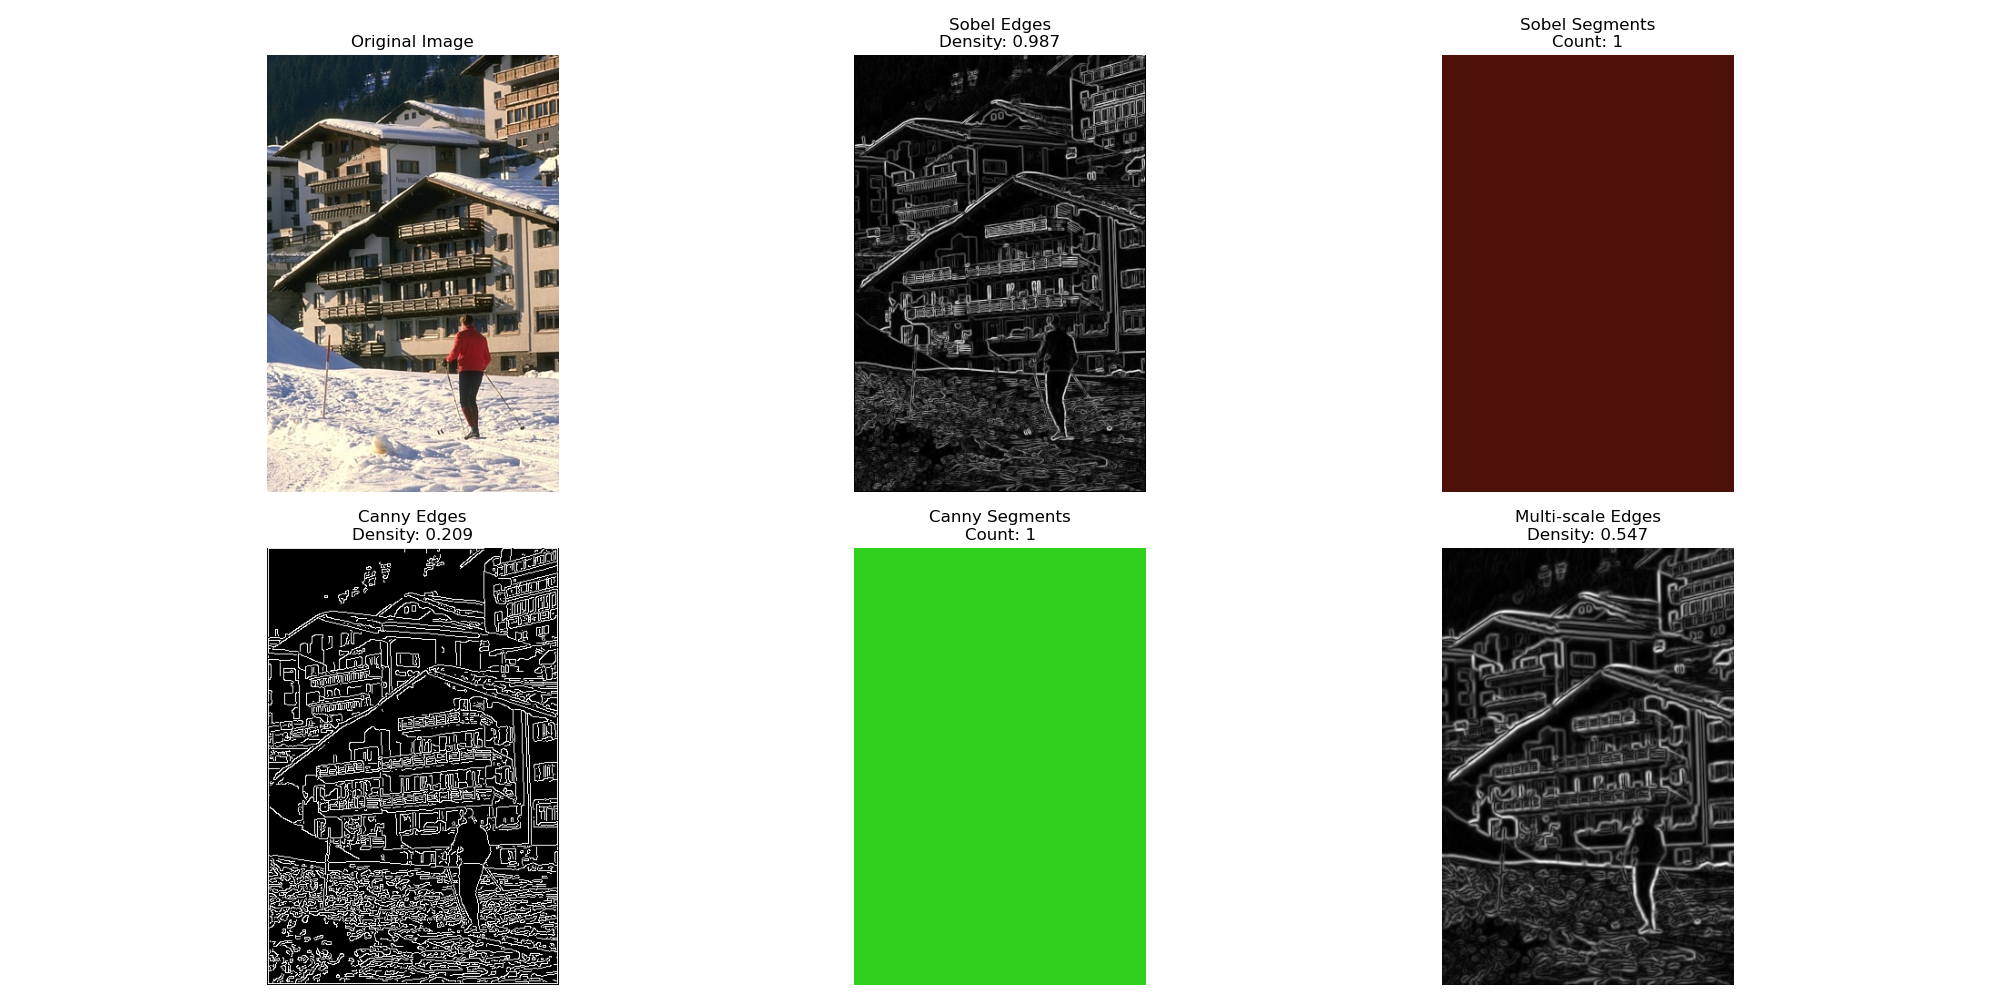 Original Image
Sobel Edges
Density: 0.987
Sobel Segments
Count: 1
Canny Edges
Density: 0.209
Canny Segments
Count: 1
Multi-scale Edges
Density: 0.547